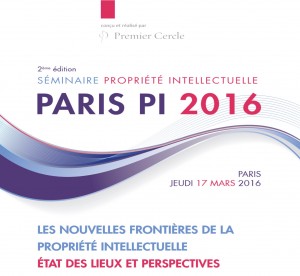 conçu et réalisé par
Premier Cercle
2ème édition
SÉMINAIRE PROPRIÉTÉ INTELLECTUELLE
PARIS PI 2016
PARIS
JEUDI 17 MARS 2016
LES NOUVELLES FRONTIÈRES DE LA
PROPRIÉTÉ INTELLECTUELLE
ÉTAT DES LIEUX ET PERSPECTIVES